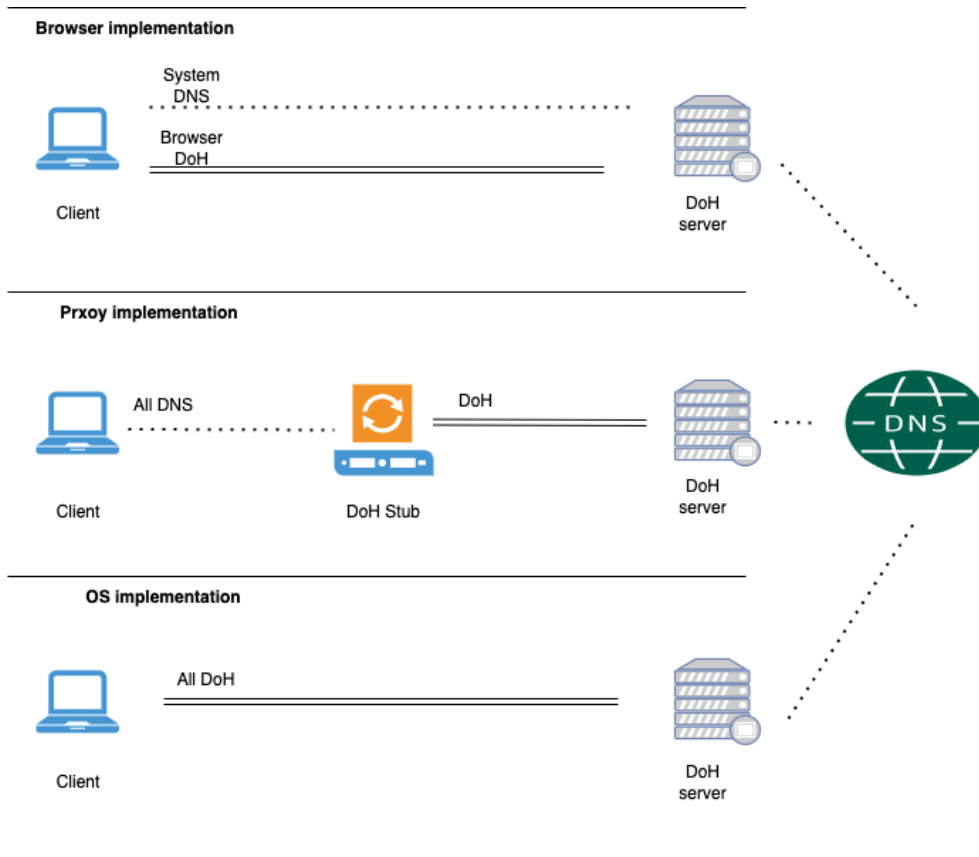 Browser implementation
System
DNS
Browser
DoH
Client
DoH
server
Prxoy implementation
All DNS
DoH
DNS
Client
DoH Stub
DoH
server
OS implementation
All DoH
Client
DoH
server